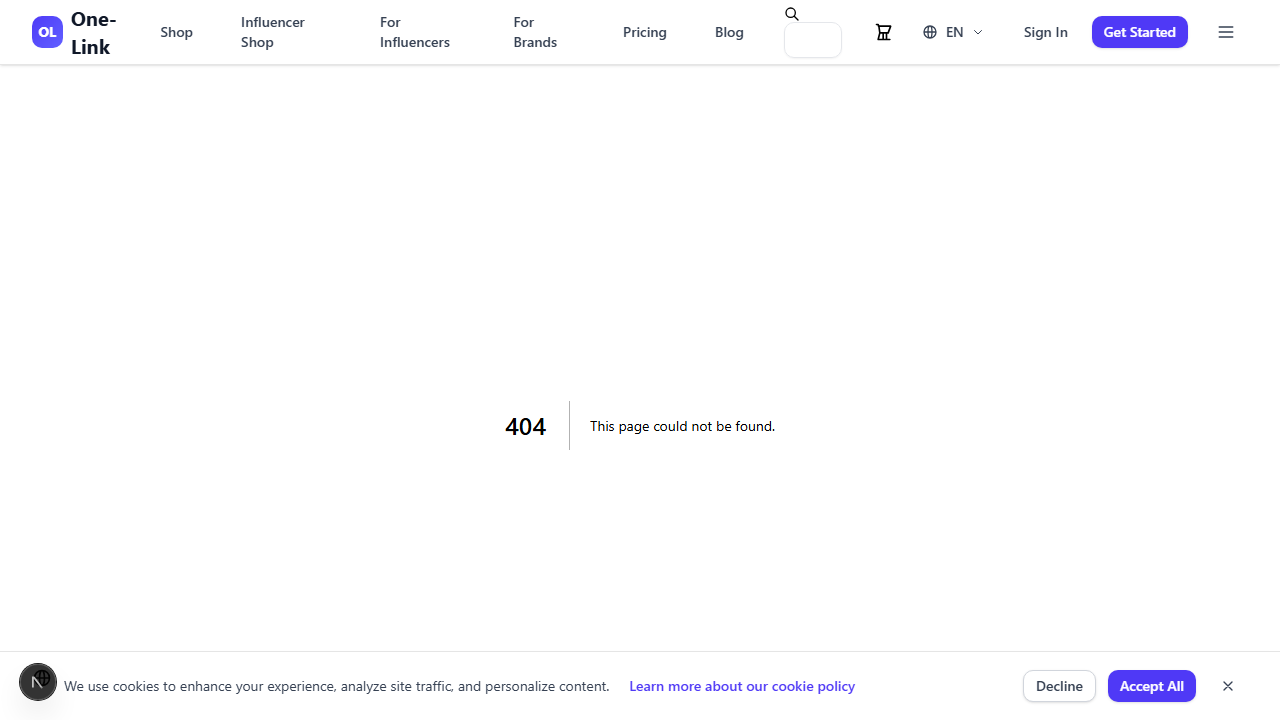 OL
One-
Link
Shop
Influencer
Shop
For
Influencers
For
Brands
Pricing
Blog
EN
Sign In
Get Started
404
This page could not be found.
N
We use cookies to enhance your experience, analyze site traffic, and personalize content.
Learn more about our cookie policy
Decline
Accept All